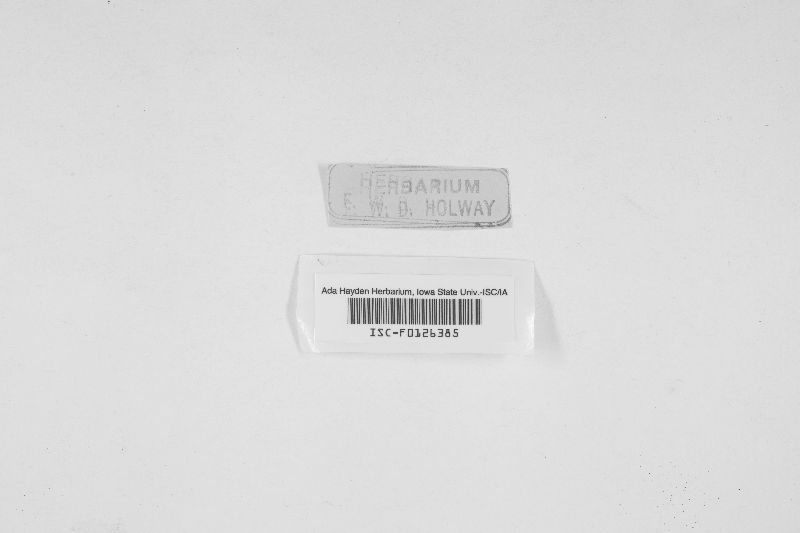 HERBARIUM
E. W. D. HOLWAY
Ada Hayden Herbarium, Iowa State Univ.-ISC/IA
ISC-F0126385